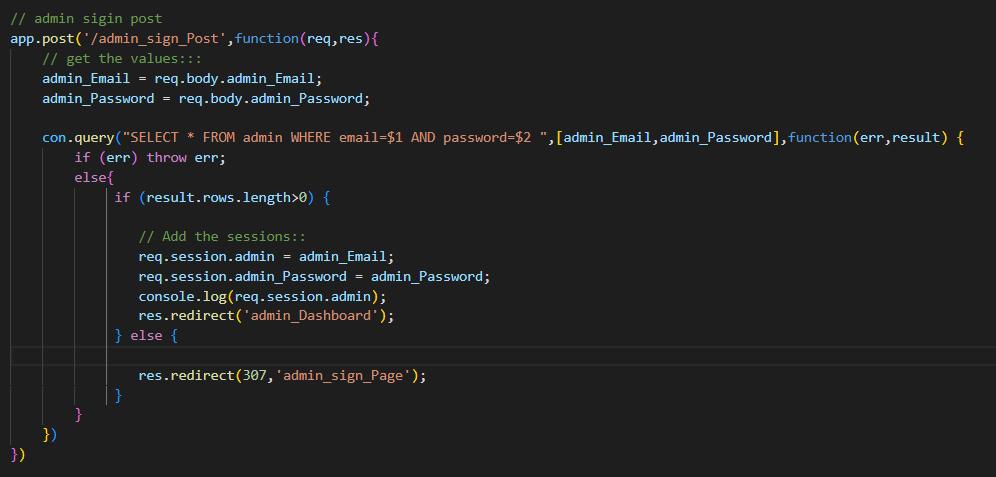 // admin sigin post
app.post('/admin_sign_Post',function(req,res){
// get the values:::
admin_Email = req.body.admin_Email;
admin_Password = req.body.admin_Password;
con.query("SELECT * FROM admin WHERE email=$1 AND password=$2 ",[admin_Email,admin_Password],function(err,result) {
if (err) throw err;
else{
if (result.rows.length>0) {
// Add the sessions::
req.session.admin = admin_Email;
req.session.admin_Password = admin_Password;
console.log(req.session.admin);
res.redirect('admin_Dashboard');
} else {
res.redirect(307,'admin_sign_Page');
}
}
})
})